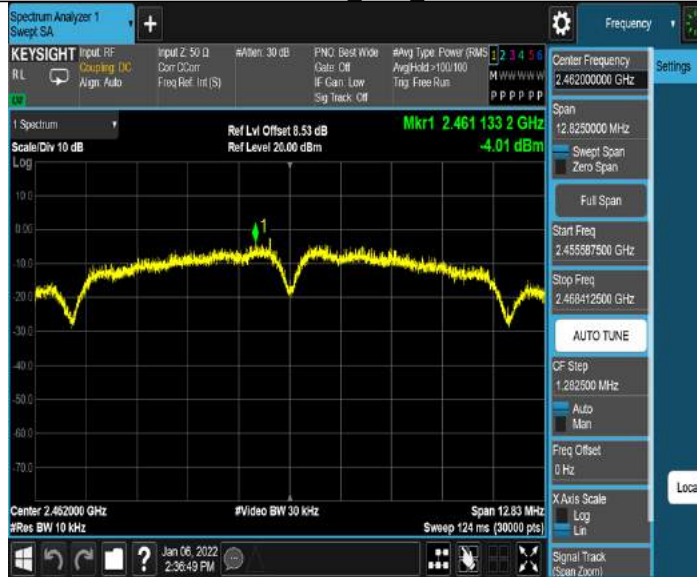 Spectrum Analyzer 1
Swept SA
+
Frequency
KEYSIGHT
RL
LW
Input: RF
Coupling: DC
Align: Auto
Input Z: 50 Ω
Corr CCorr
Freq Ref: Int (S)
#Atten: 30 dB
PNO: Best Wide
Gate: Off
IF Gain: Low
Sig Track: Off
#Avg Type: Power (RMS
Avg|Hold:>100/100
Trig: Free Run
1 2 3 4 5 6
M W W W W W
P P P P P P
1 Spectrum
Scale/Div 10 dB
Log
Ref Lvl Offset 8.53 dB
Ref Level 20.00 dBm
Mkr1 2.461 133 2 GHz
-4.01 dBm
10.0
0.00
-10.0
-20.0
-30.0
-40.0
-50.0
-60.0
-70.0
1
Center 2.462000 GHz
#Res BW 10 kHz
#Video BW 30 kHz
Span 12.83 MHz
Sweep 124 ms (30000 pts)
?
Jan 06, 2022
2:36:49 PM
Center Frequency
2.462000000 GHz
Span
12.8250000 MHz
Swept Span
Zero Span
Full Span
Start Freq
2.455587500 GHz
Stop Freq
2.468412500 GHz
AUTO TUNE
CF Step
1.282500 MHz
Auto
Man
Freq Offset
0 Hz
X Axis Scale
Log
Lin
Signal Track
(Span Zoom)
Settings
Loca